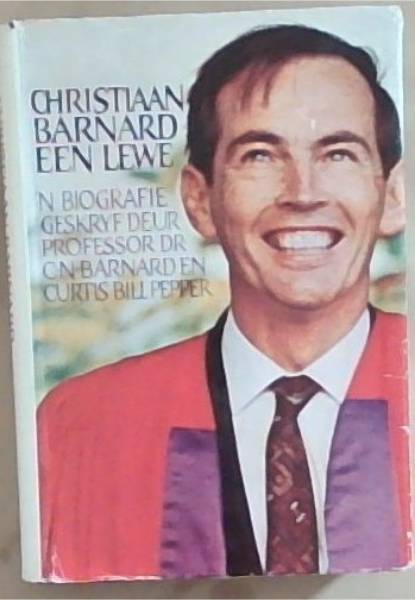 CHRISTIAAN
BARNARD
EEN LEWE
'N BIOGRAFIE
GESKRYF DEUR
PROFESSOR DR
C·N·BARNARD EN
CURTIS BILL PEPPER